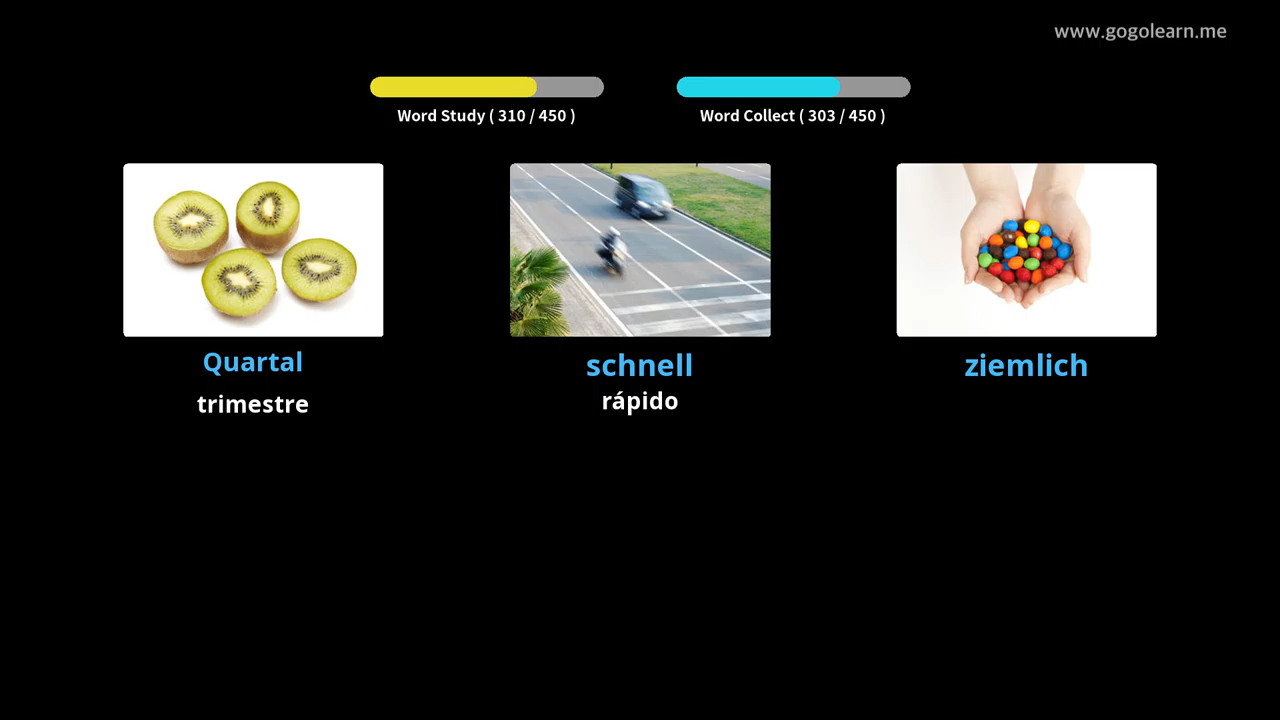 www.gogolearn.me
Word Study ( 310 / 450 )
Word Collect ( 303 / 450 )
Quartal
trimestre
schnell
rápido
ziemlich